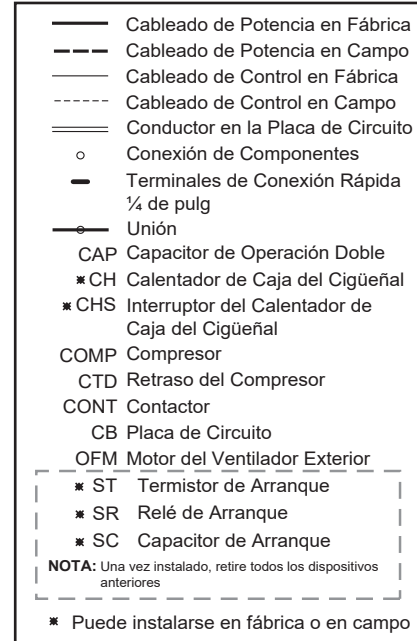 Cableado de Potencia en Fábrica
Cableado de Potencia en Campo
Cableado de Control en Fábrica
Cableado de Control en Campo
Conductor en la Placa de Circuito
Conexión de Componentes
Terminales de Conexión Rápida
¼ de pulg
Unión
CAP Capacitor de Operación Doble
* CH Calentador de Caja del Cigüeñal
* CHS Interruptor del Calentador de
Caja del Cigüeñal
COMP Compresor
CTD Retraso del Compresor
CONT Contactor
CB Placa de Circuito
OFM Motor del Ventilador Exterior
* ST Termistor de Arranque
* SR Relé de Arranque
* SC Capacitor de Arranque
NOTA: Una vez instalado, retire todos los dispositivos
anteriores
* Puede instalarse en fábrica o en campo